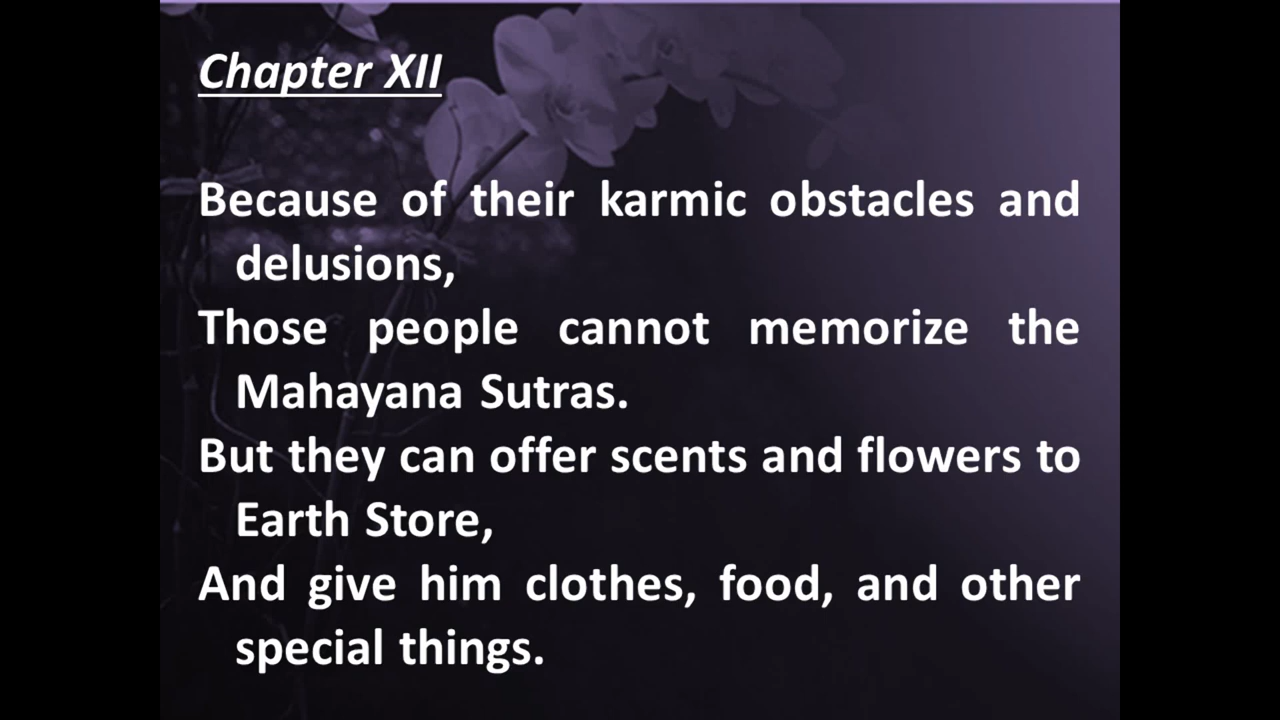 Chapter XII
Because of their karmic obstacles and
delusions,
Those people cannot memorize the
Mahayana Sutras.
But they can offer scents and flowers to
Earth Store,
And give him clothes, food, and other
special things.